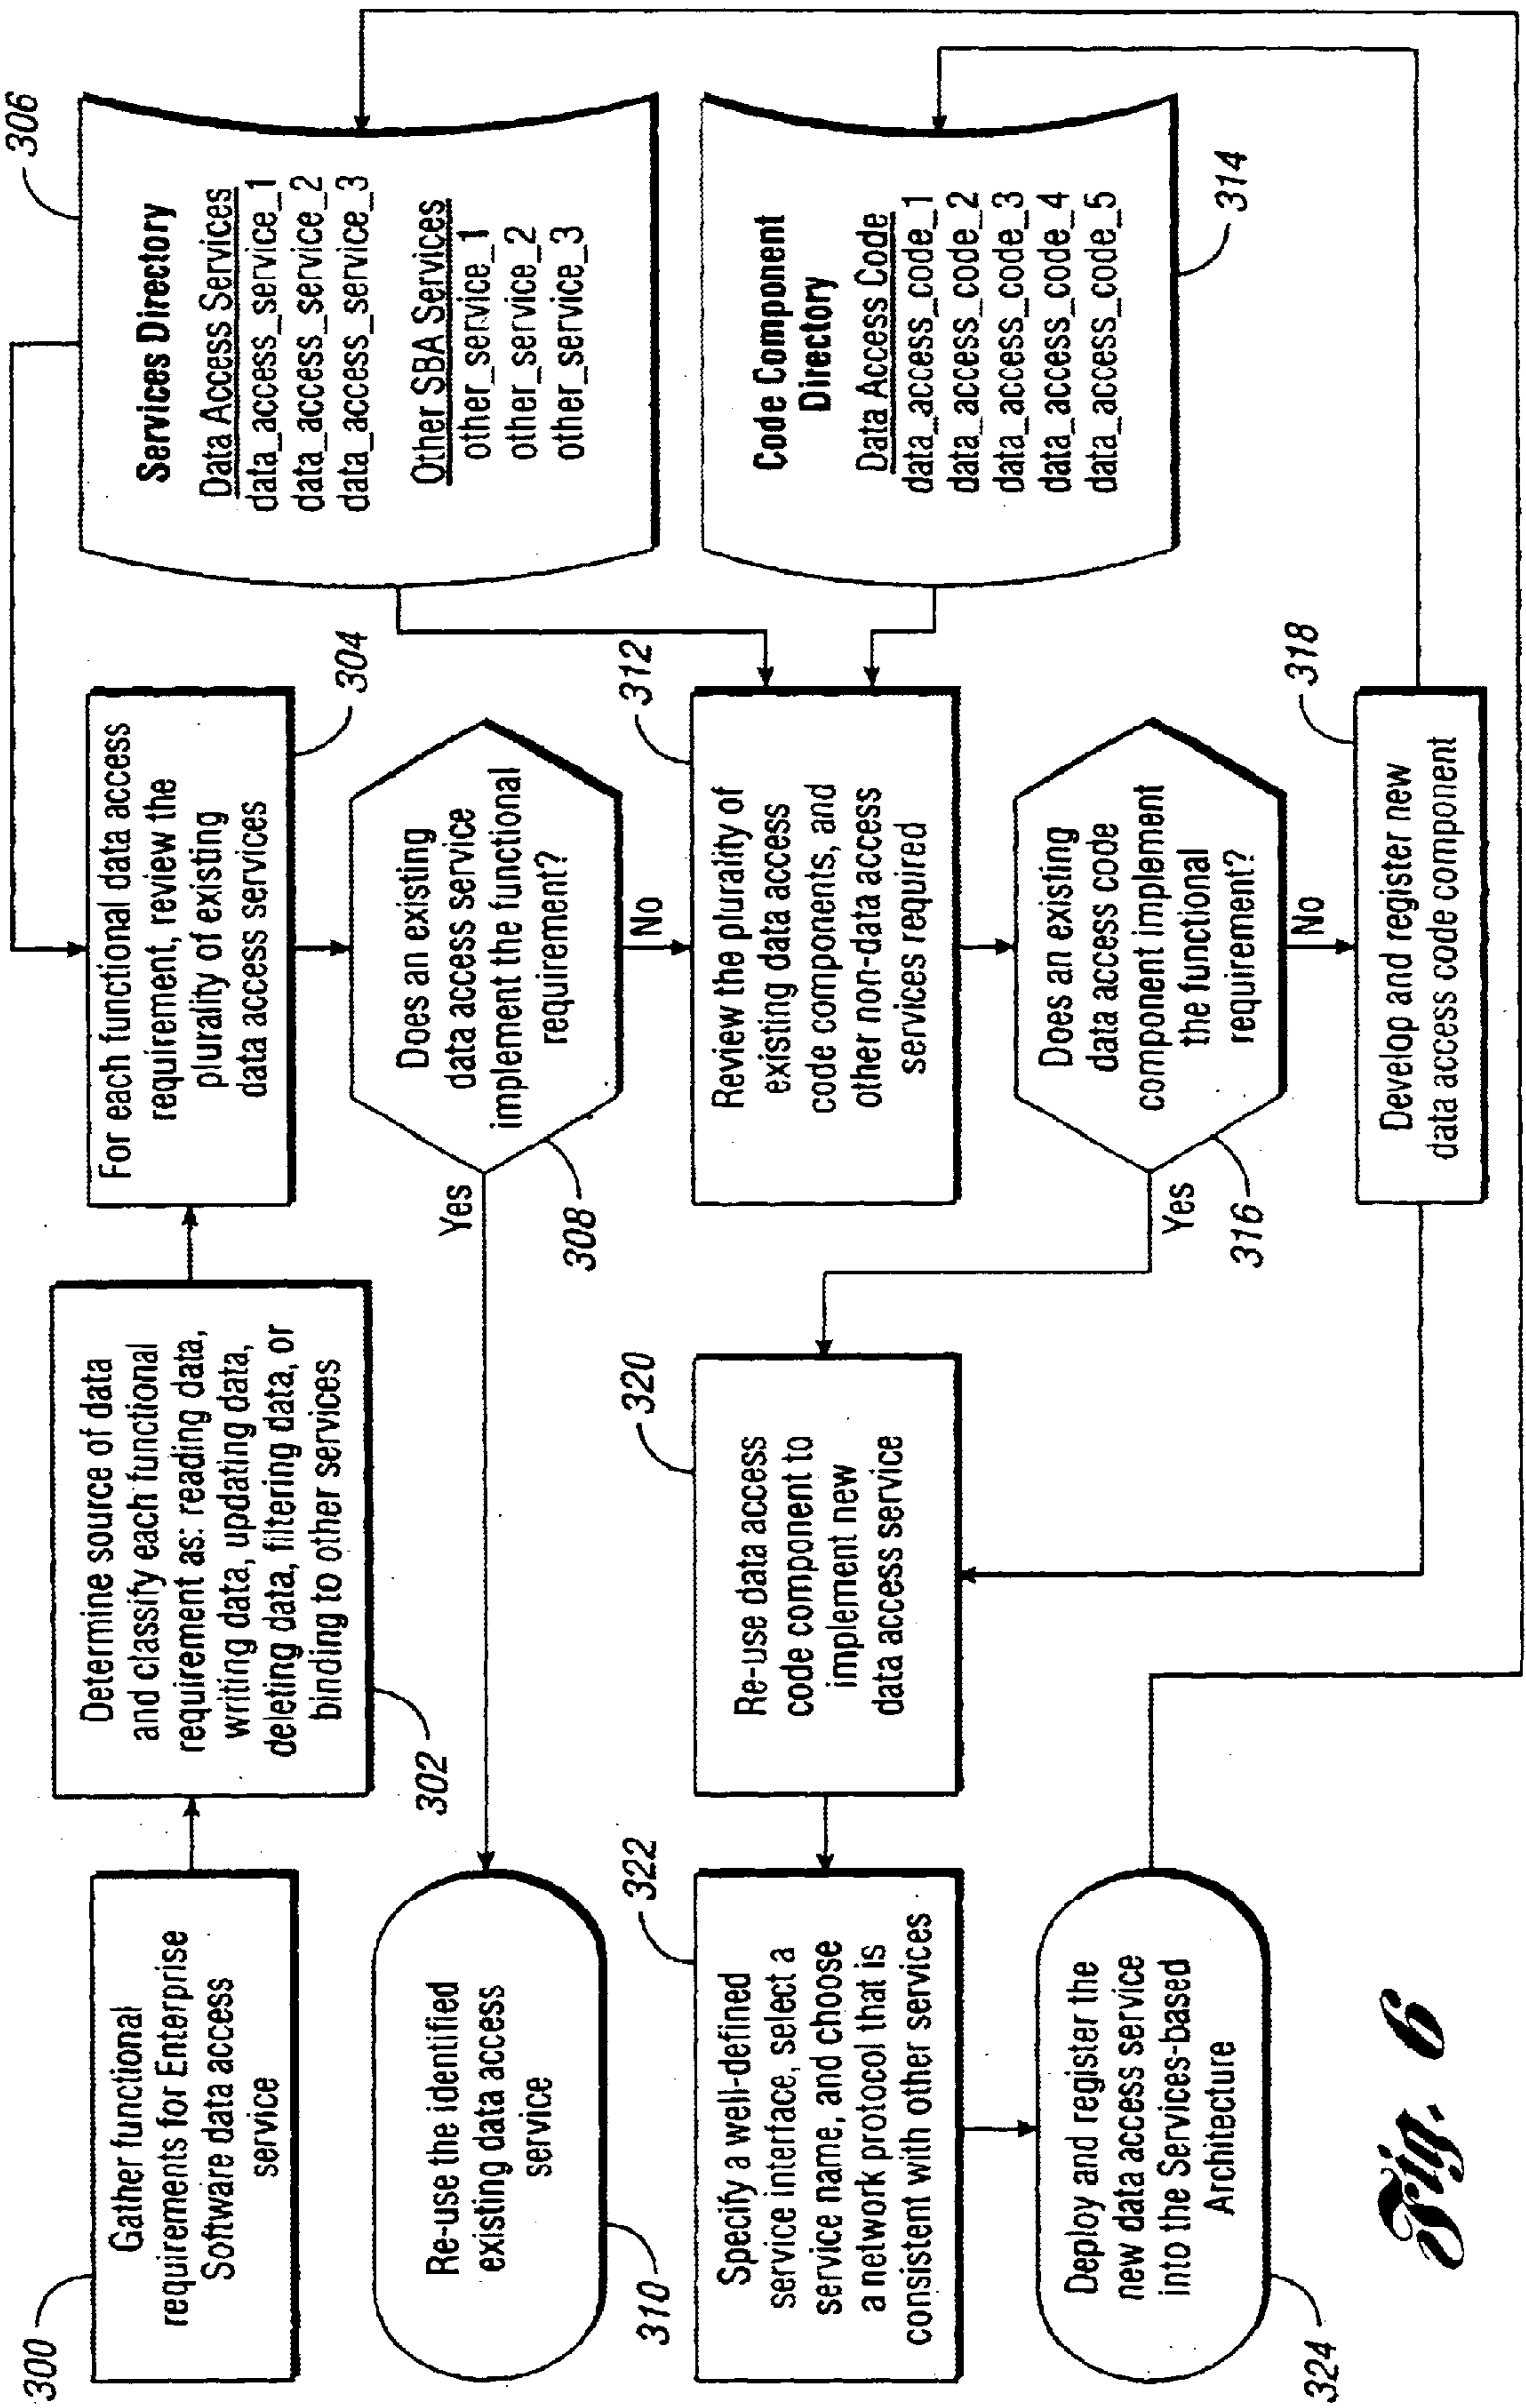 300
Gather functional
requirements for Enterprise
Software data access
service
302
Determine source of data
and classify each functional
requirement as: reading data,
writing data, updating data,
deleting data, filtering data, or
binding to other services
304
For each functional data access
requirement, review the
plurality of existing
data access services
306
Services Directory
Data Access Services
data_access_service_1
data_access_service_2
data_access_service_3
Other SBA Services
other_service_1
other_service_2
other_service_3
308
Does an existing
data access service
implement the functional
requirement?
Yes
No
310
Re-use the identified
existing data access
service
312
Review the plurality of
existing data access
code components, and
other non-data access
services required
314
Code Component
Directory
Data Access Code
data_access_code_1
data_access_code_2
data_access_code_3
data_access_code_4
data_access_code_5
316
Does an existing
data access code
component implement
the functional
requirement?
Yes
No
318
Develop and register new
data access code component
320
Re-use data access
code component to
implement new
data access service
322
Specify a well-defined
service interface, select a
service name, and choose
a network protocol that is
consistent with other services
324
Deploy and register the
new data access service
into the Services-based
Architecture
Fig. 6